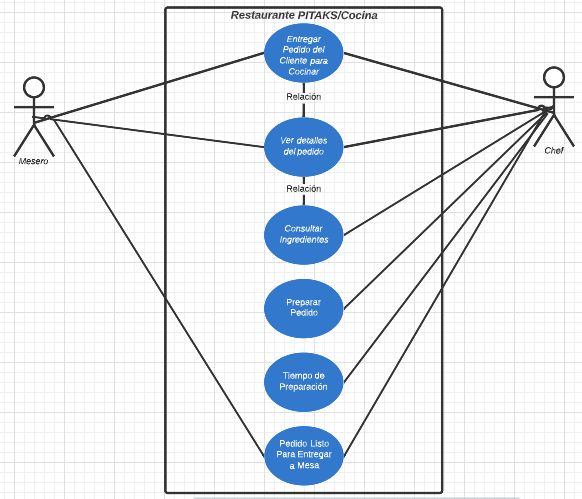 Restaurante PITAKS/Cocina
Entregar
Pedido del
Cliente para
Cocinar
Relación
Ver detalles
del pedido
Relación
Consultar
Ingredientes
Preparar
Pedido
Tiempo de
Preparación
Pedido Listo
Para Entregar
a Mesa
Mesero
Chef